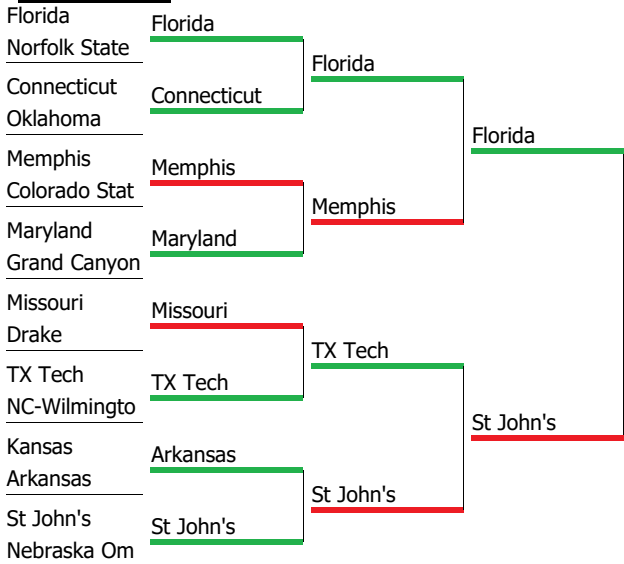 Florida
Norfolk State
Connecticut
Oklahoma
Memphis
Colorado Stat
Maryland
Grand Canyon
Missouri
Drake
TX Tech
NC-Wilmingto
Kansas
Arkansas
St John's
Nebraska Om
Florida
Connecticut
Memphis
Maryland
Missouri
TX Tech
Arkansas
St John's
Florida
Memphis
TX Tech
St John's
Florida
St John's